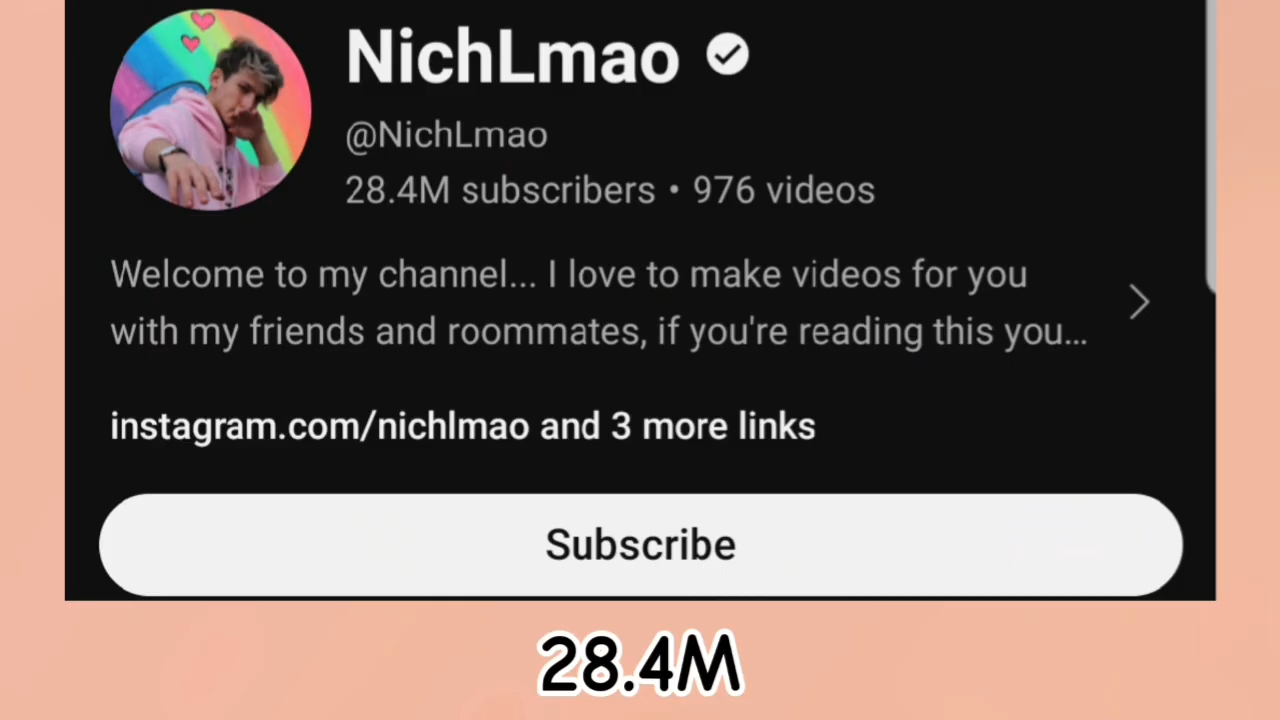 NichLmao
@NichLmao
28.4M subscribers • 976 videos
Welcome to my channel... I love to make videos for you
with my friends and roommates, if you're reading this you...
instagram.com/nichlmao and 3 more links
Subscribe
28.4M